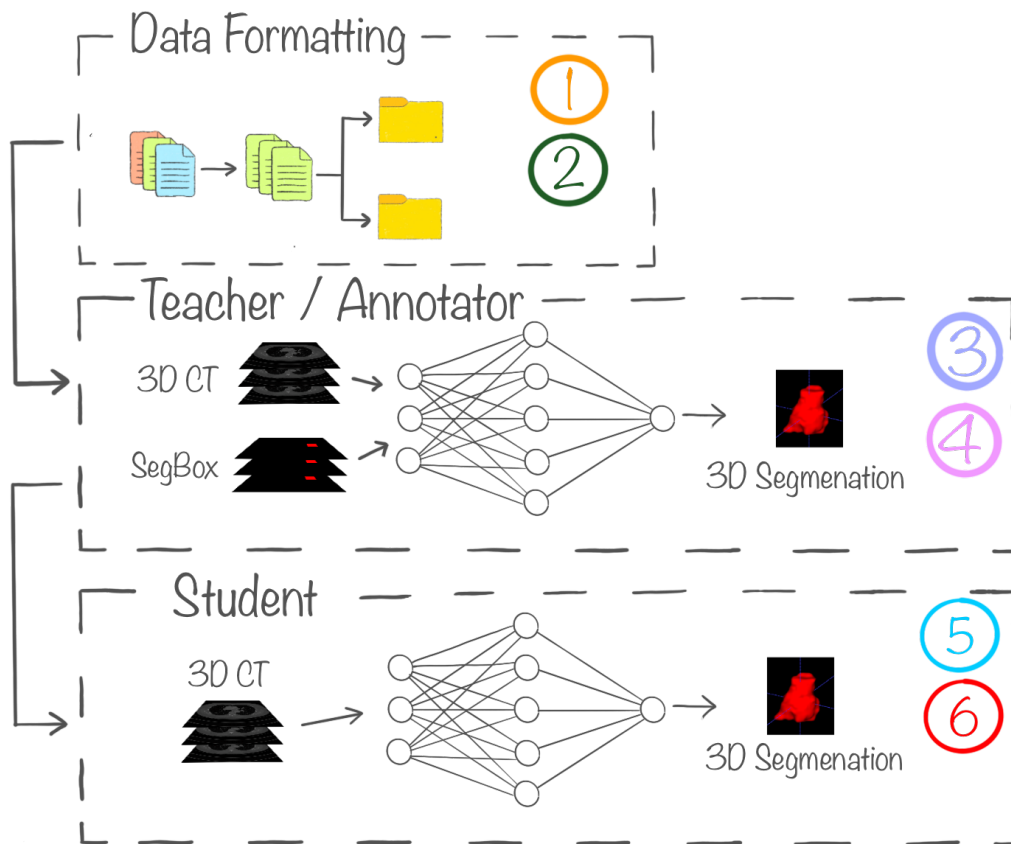 Data Formatting
1
2
Teacher / Annotator
3D CT
SegBox
3D Segmenation
3
4
Student
3D CT
3D Segmenation
5
6